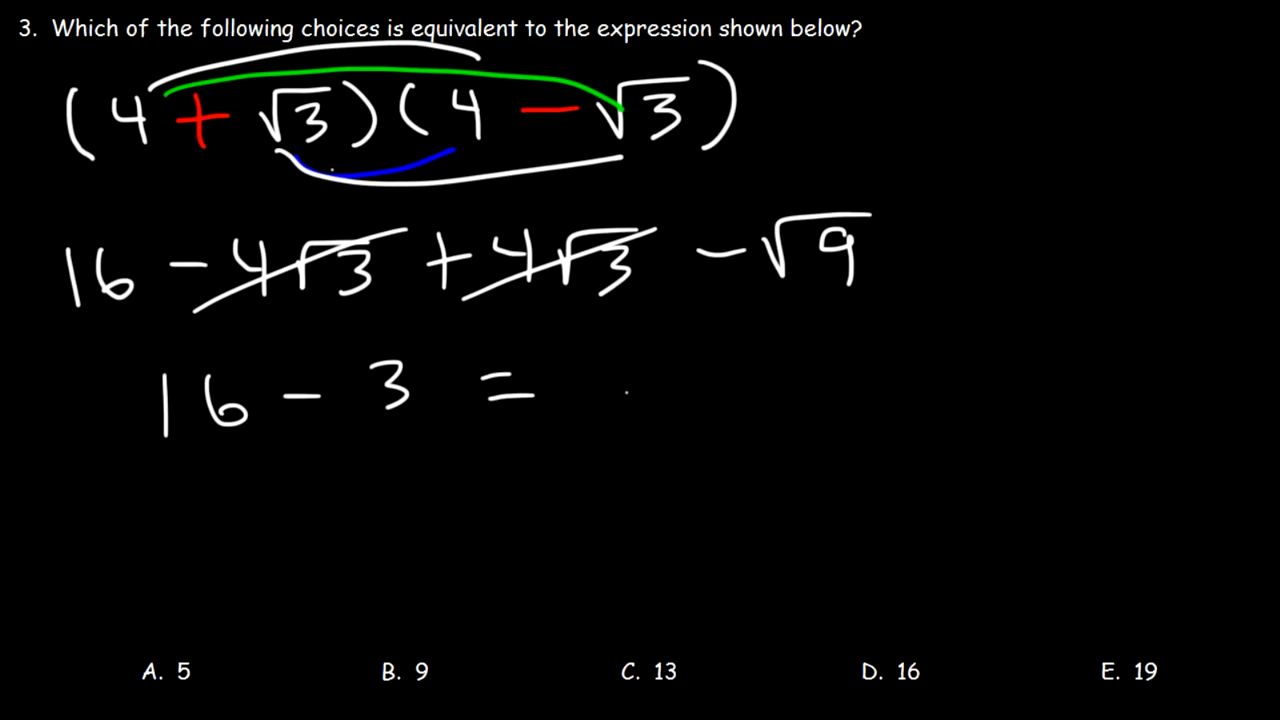 3. Which of the following choices is equivalent to the expression shown below?
(4 + √3)(4 − √3)
16 − 4√3 + 4√3 − √9
16 − 3 =
A. 5 B. 9 C. 13 D. 16 E. 19